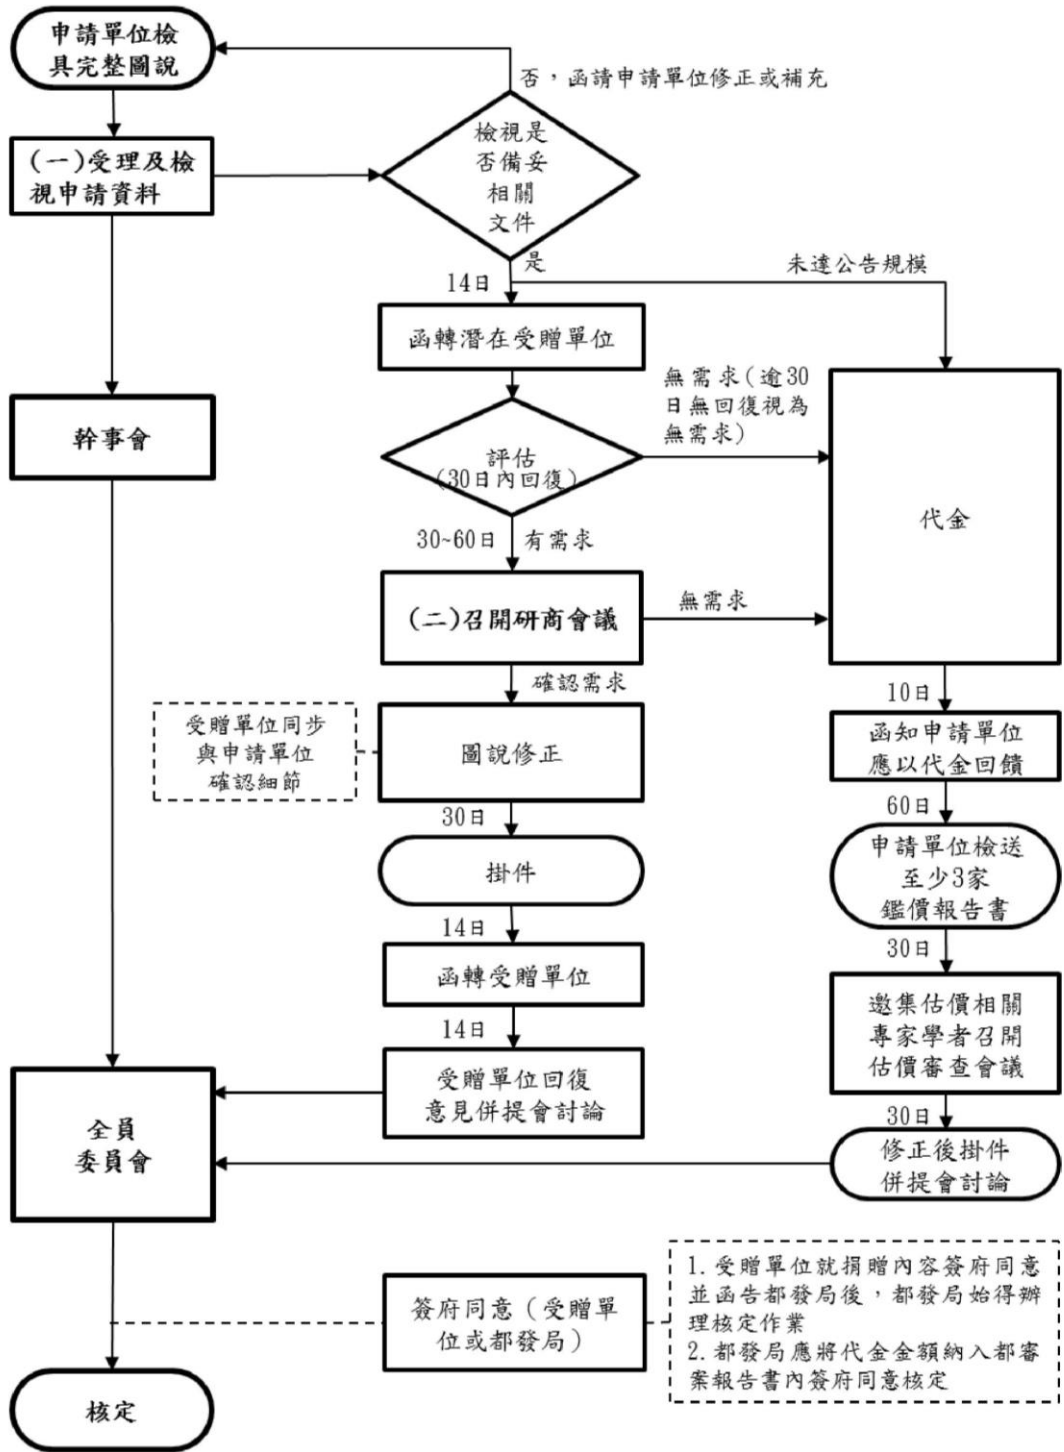 申請單位檢
具完整圖說
否，函請申請單位修正或補充
(一)受理及檢
視申請資料
檢視是
否備妥
相關
文件
是
未達公告規模
14日
函轉潛在受贈單位
無需求(逾30
日無回復視為
無需求)
幹事會
評估
(30日內回復)
代金
30~60日
有需求
(二)召開研商會議
無需求
確認需求
10日
受贈單位同步
與申請單位
確認細節
圖說修正
函知申請單位
應以代金回饋
30日
60日
掛件
申請單位檢送
至少3家
鑑價報告書
14日
30日
函轉受贈單位
邀集估價相關
專家學者召開
估價審查會議
14日
受贈單位回復
意見併提會討論
30日
全員
委員會
修正後掛件
併提會討論
簽府同意（受贈單
位或都發局）
1.受贈單位就捐贈內容簽府同意
並函告都發局後，都發局始得辦
理核定作業
2.都發局應將代金金額納入都審
案報告書內簽府同意核定
核定